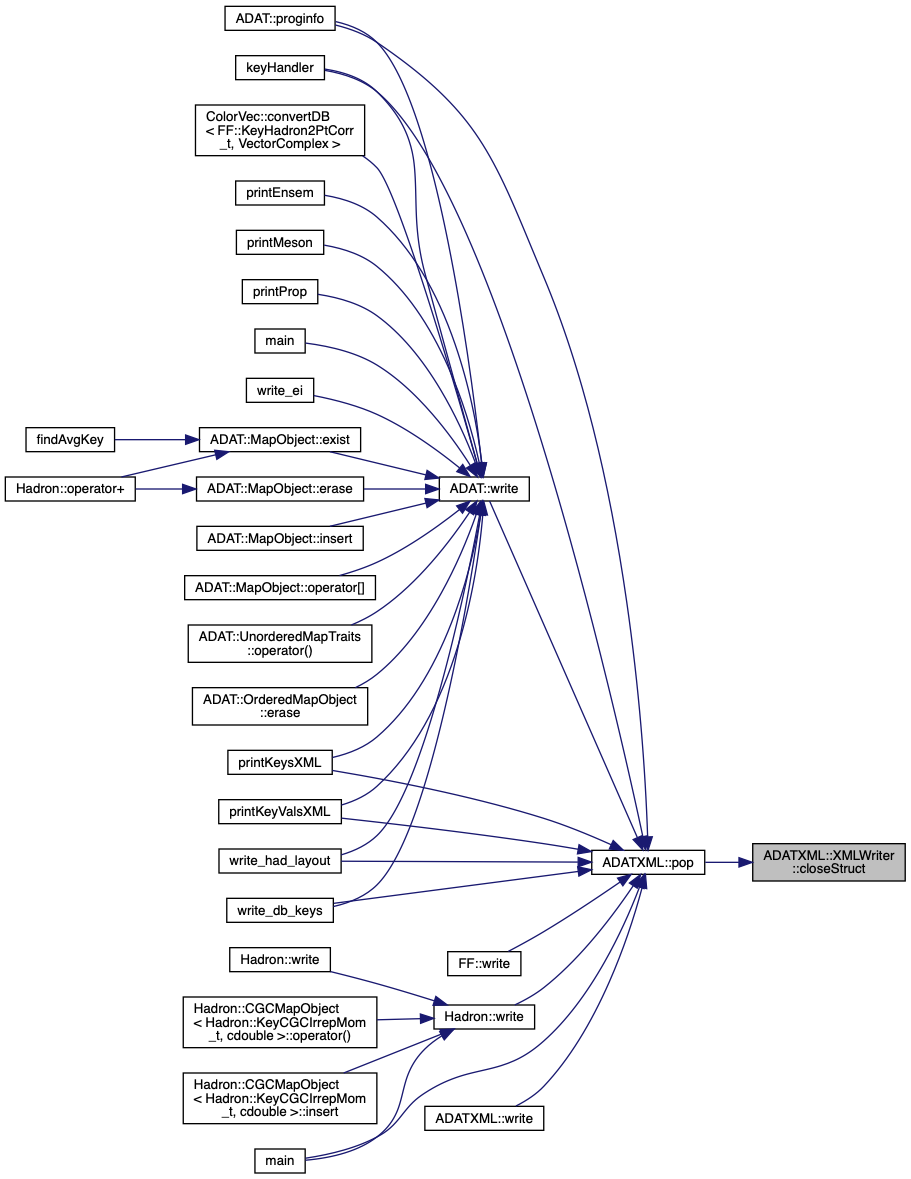 ADAT::proginfo
keyHandler
ColorVec::convertDB
< FF::KeyHadron2PtCorr
_t, VectorComplex >
printEnsem
printMeson
printProp
main
write_ei
findAvgKey
ADAT::MapObject::exist
Hadron::operator+
ADAT::MapObject::erase
ADAT::write
ADAT::MapObject::insert
ADAT::MapObject::operator[]
ADAT::UnorderedMapTraits
::operator()
ADAT::OrderedMapObject
::erase
printKeysXML
printKeyValsXML
write_had_layout
ADATXML::pop
ADATXML::XMLWriter
::closeStruct
write_db_keys
Hadron::write
FF::write
Hadron::CGCMapObject
< Hadron::KeyCGCIrrepMom
_t, cdouble >::operator()
Hadron::write
Hadron::CGCMapObject
< Hadron::KeyCGCIrrepMom
_t, cdouble >::insert
ADATXML::write
main